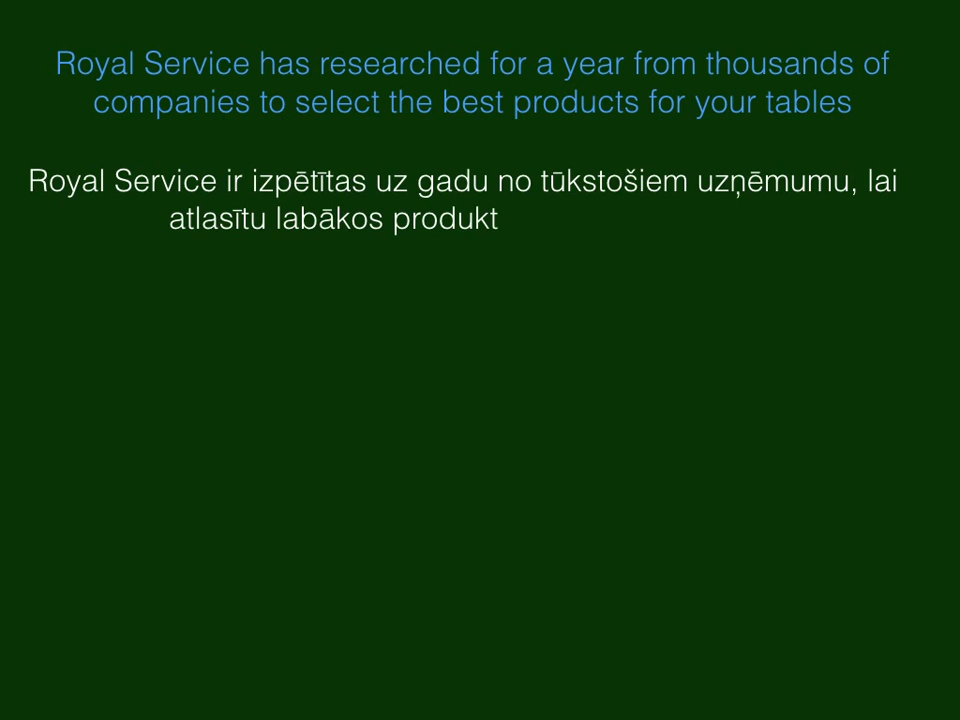 Royal Service has researched for a year from thousands of
companies to select the best products for your tables
Royal Service ir izpētītas uz gadu no tūkstošiem uzņēmumu, lai
atlasītu labākos produkt